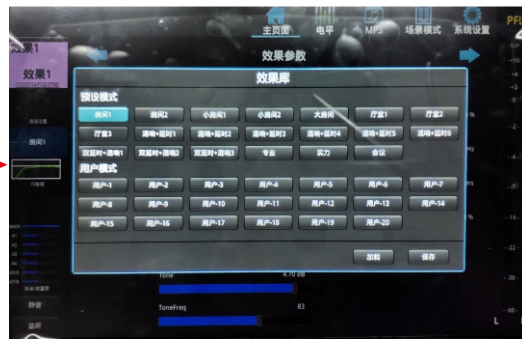 主页面 电平 MP3 场景模式 系统设置 PFL
效果1
效果参数
效果1
效果库
预设模式
房间1 房间2 小房间1 小房间2 大房间 厅堂1 厅堂2
厅堂3 混响+延时1 混响+延时2 混响+延时3 混响+延时4 混响+延时5 混响+延时6
双延时+混响1 双延时+混响2 双延时+混响3 专业 实力 会议
用户模式
用户-1 用户-2 用户-3 用户-4 用户-5 用户-6 用户-7
用户-8 用户-9 用户-10 用户-11 用户-12 用户-13 用户-14
用户-15 用户-16 用户-17 用户-18 用户-19 用户-20
加载 保存
房间1
均衡器
Tone 4.70 dB
ToneFreq 83
静音
监听
L